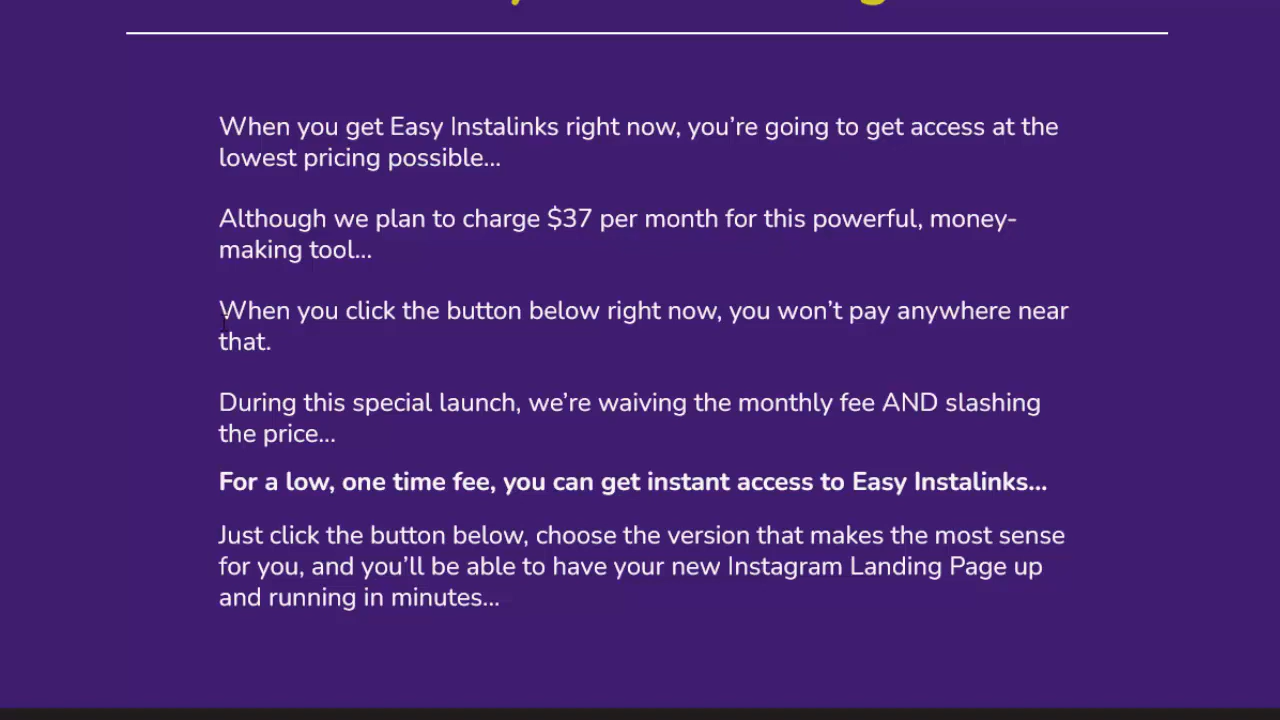 When you get Easy Instalinks right now, you’re going to get access at the
lowest pricing possible...
Although we plan to charge $37 per month for this powerful, money-
making tool...
When you click the button below right now, you won’t pay anywhere near
that.
During this special launch, we’re waiving the monthly fee AND slashing
the price...
For a low, one time fee, you can get instant access to Easy Instalinks...
Just click the button below, choose the version that makes the most sense
for you, and you’ll be able to have your new Instagram Landing Page up
and running in minutes...